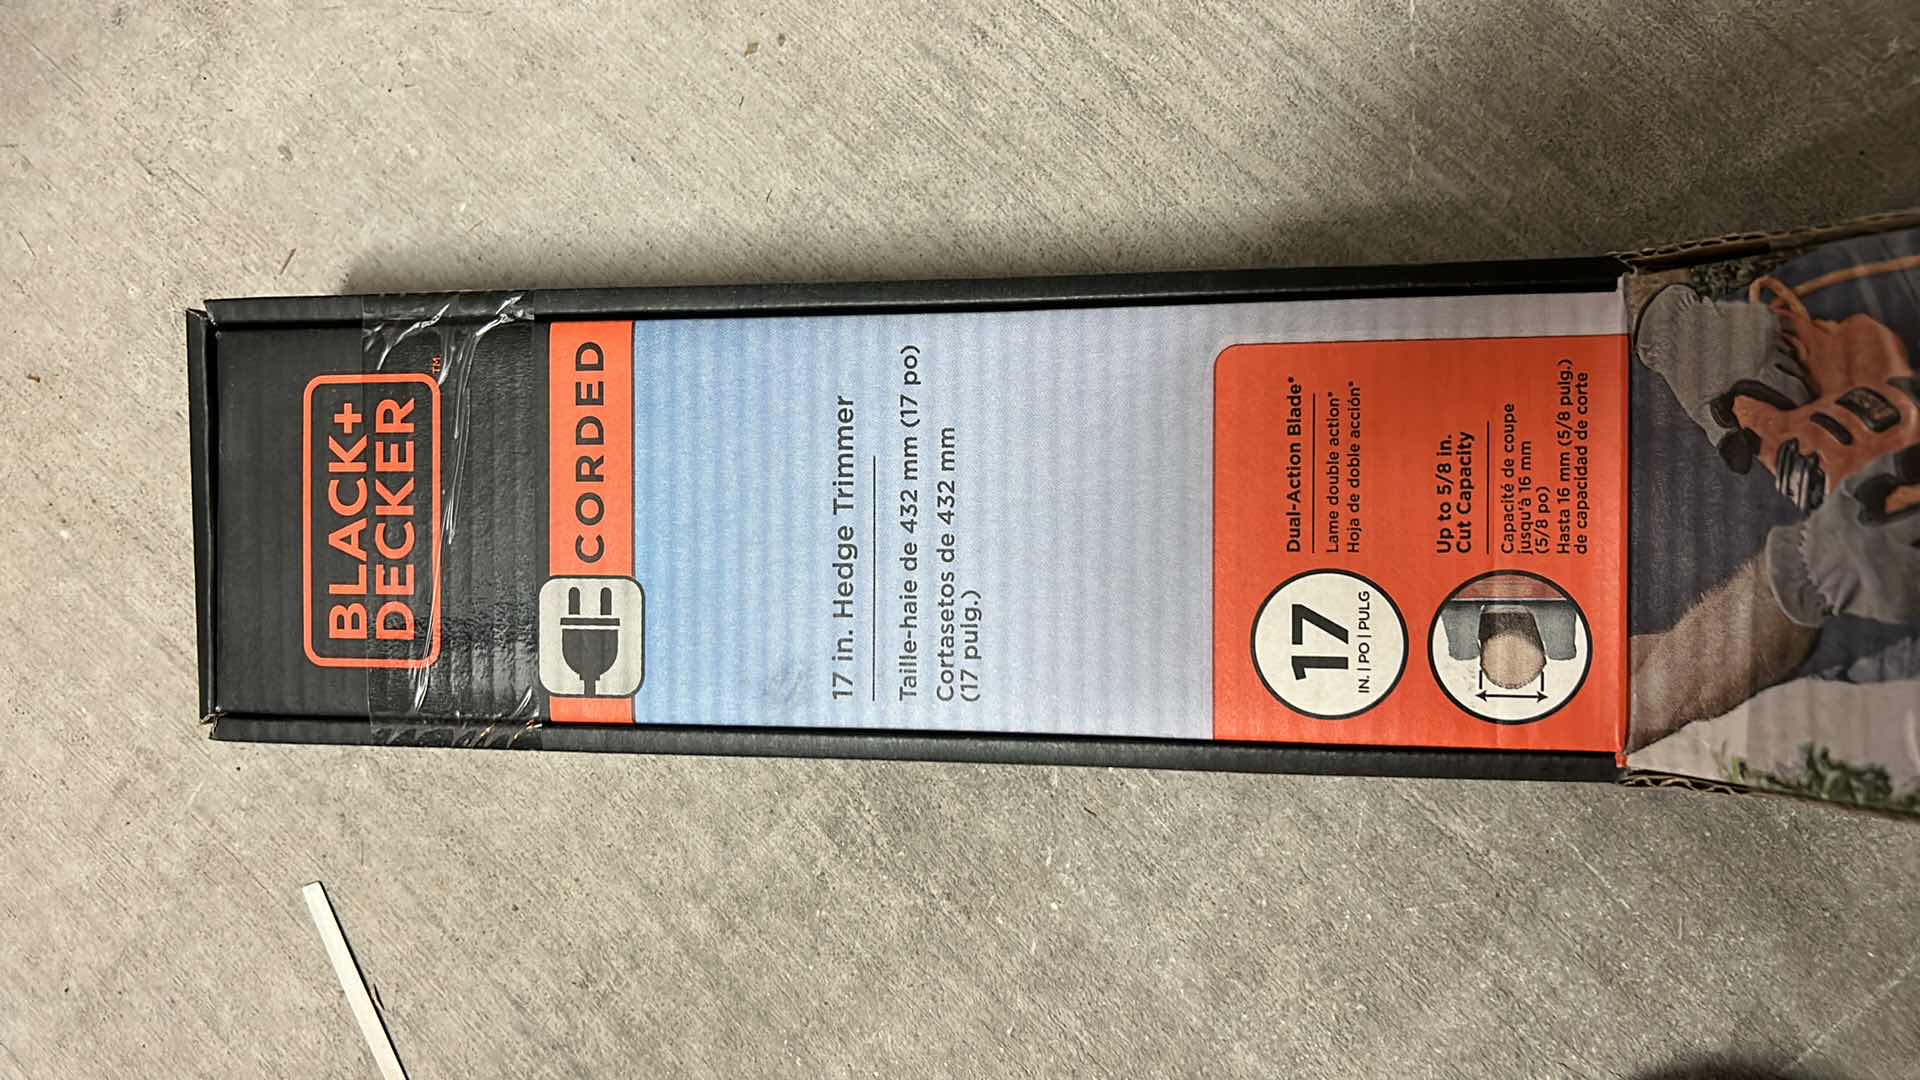 BLACK+
DECKER™
CORDED
17 in. Hedge Trimmer
Taille-haie de 432 mm (17 po)
Cortasetos de 432 mm
(17 pulg.)
17
IN. | PO | PULG
Dual-Action Blade*
Lame double action*
Hoja de doble acción*
Up to 5/8 in.
Cut Capacity
Capacité de coupe
jusqu'à 16 mm
(5/8 po)
Hasta 16 mm (5/8 pulg.)
de capacidad de corte